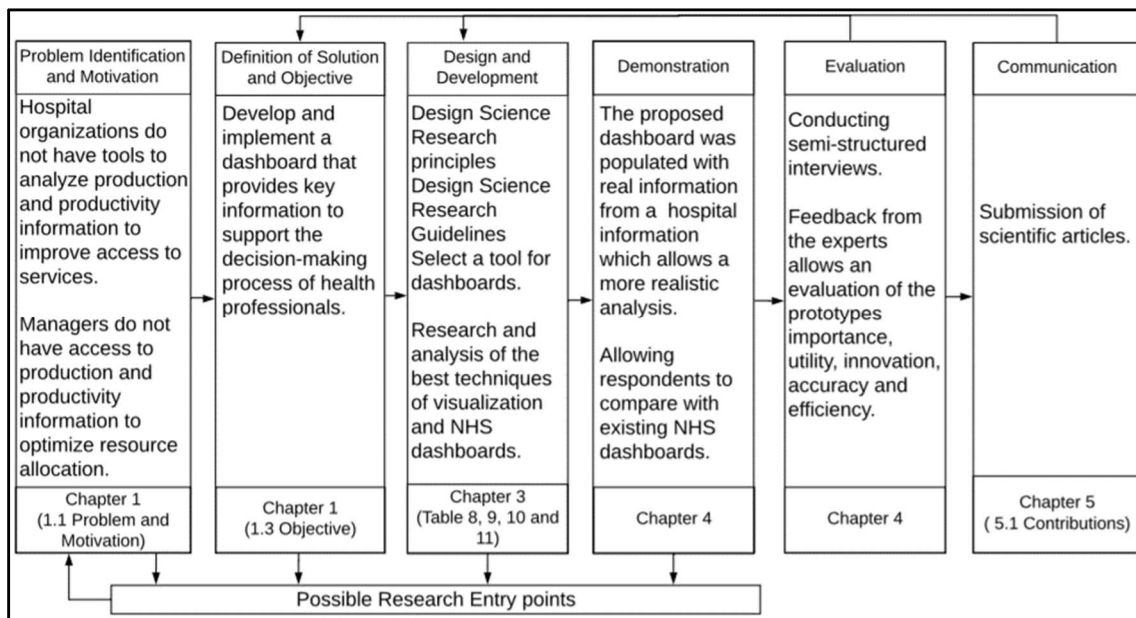 Problem Identification
and Motivation
Hospital
organizations do
not have tools to
analyze production
and productivity
information to
improve access to
services.
Managers do not
have access to
production and
productivity
information to
optimize resource
allocation.
Chapter 1
(1.1 Problem and
Motivation)
Definition of Solution
and Objective
Develop and
implement a
dashboard that
provides key
information to
support the
decision-making
process of health
professionals.
Chapter 1
(1.3 Objective)
Design and
Development
Design Science
Research
principles
Design Science
Research
Guidelines
Select a tool for
dashboards.
Research and
analysis of the
best techniques
of visualization
and NHS
dashboards.
Chapter 3
(Table 8, 9, 10 and
11)
Demonstration
The proposed
dashboard was
populated with
real information
from a hospital
information
which allows a
more realistic
analysis.
Allowing
respondents to
compare with
existing NHS
dashboards.
Chapter 4
Evaluation
Conducting
semi-structured
interviews.
Feedback from
the experts
allows an
evaluation of the
prototypes
importance,
utility, innovation,
accuracy and
efficiency.
Chapter 4
Communication
Submission of
scientific articles.
Chapter 5
( 5.1 Contributions)
Possible Research Entry points